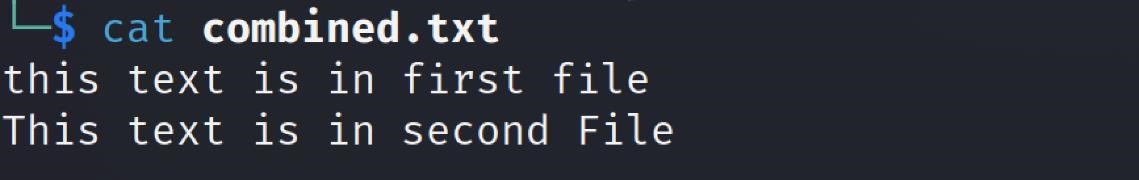 └─$ cat combined.txt
this text is in first file
This text is in second File